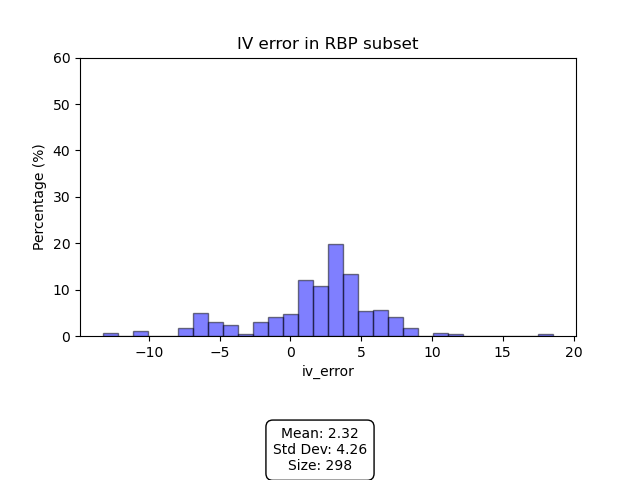 IV error in RBP subset
60
50
40
30
20
10
0
Percentage (%)
−10
−5
0
5
10
15
20
iv_error
Mean: 2.32
Std Dev: 4.26
Size: 298